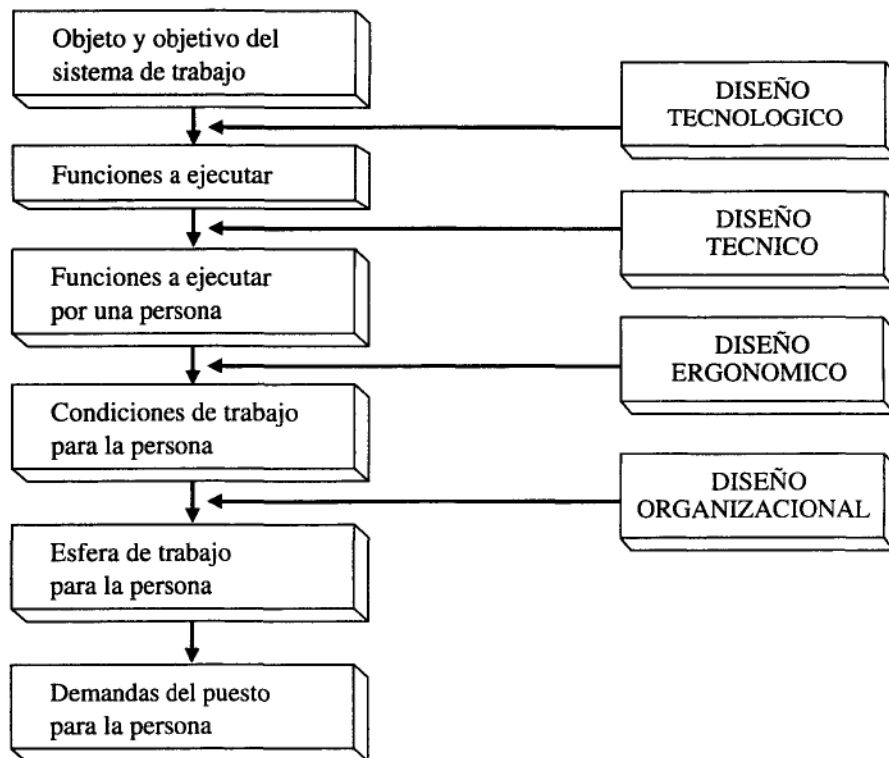 Objeto y objetivo del
sistema de trabajo
DISEÑO
TECNOLOGICO
Funciones a ejecutar
DISEÑO
TECNICO
Funciones a ejecutar
por una persona
DISEÑO
ERGONOMICO
Condiciones de trabajo
para la persona
DISEÑO
ORGANIZACIONAL
Esfera de trabajo
para la persona
Demandas del puesto
para la persona